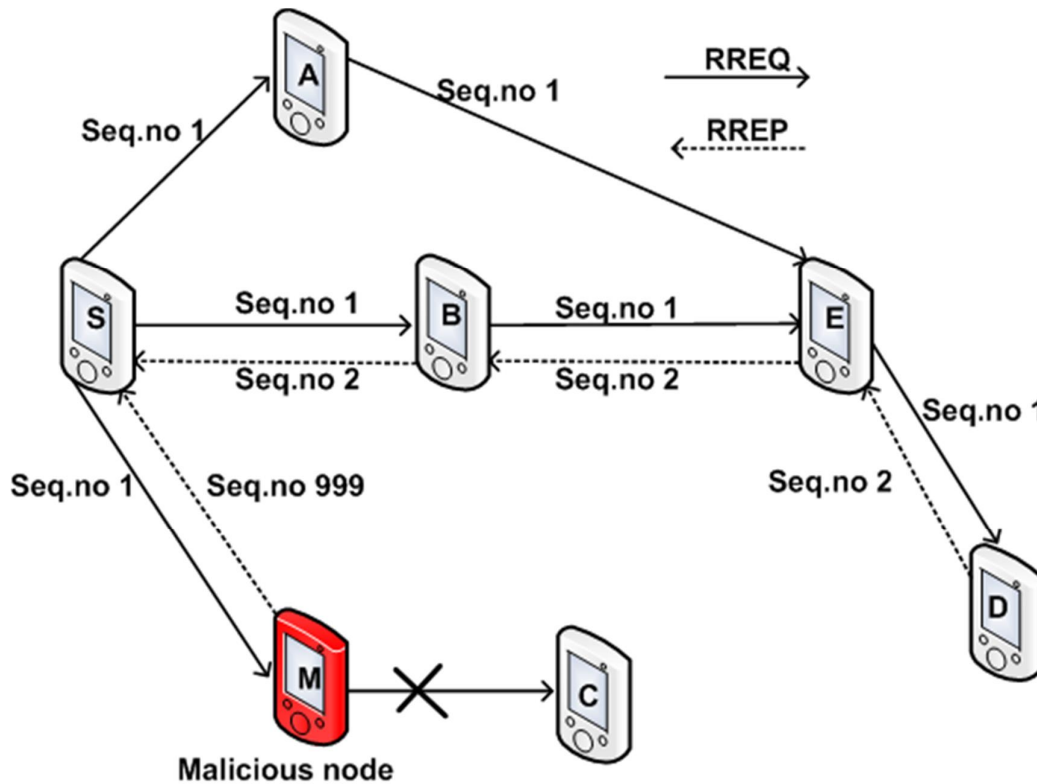 A
RREQ
Seq.no 1
Seq.no 1
RREP
S
Seq.no 1
B
Seq.no 1
E
Seq.no 2
Seq.no 2
Seq.no 1
Seq.no 1
Seq.no 999
Seq.no 2
D
M
C
Malicious node